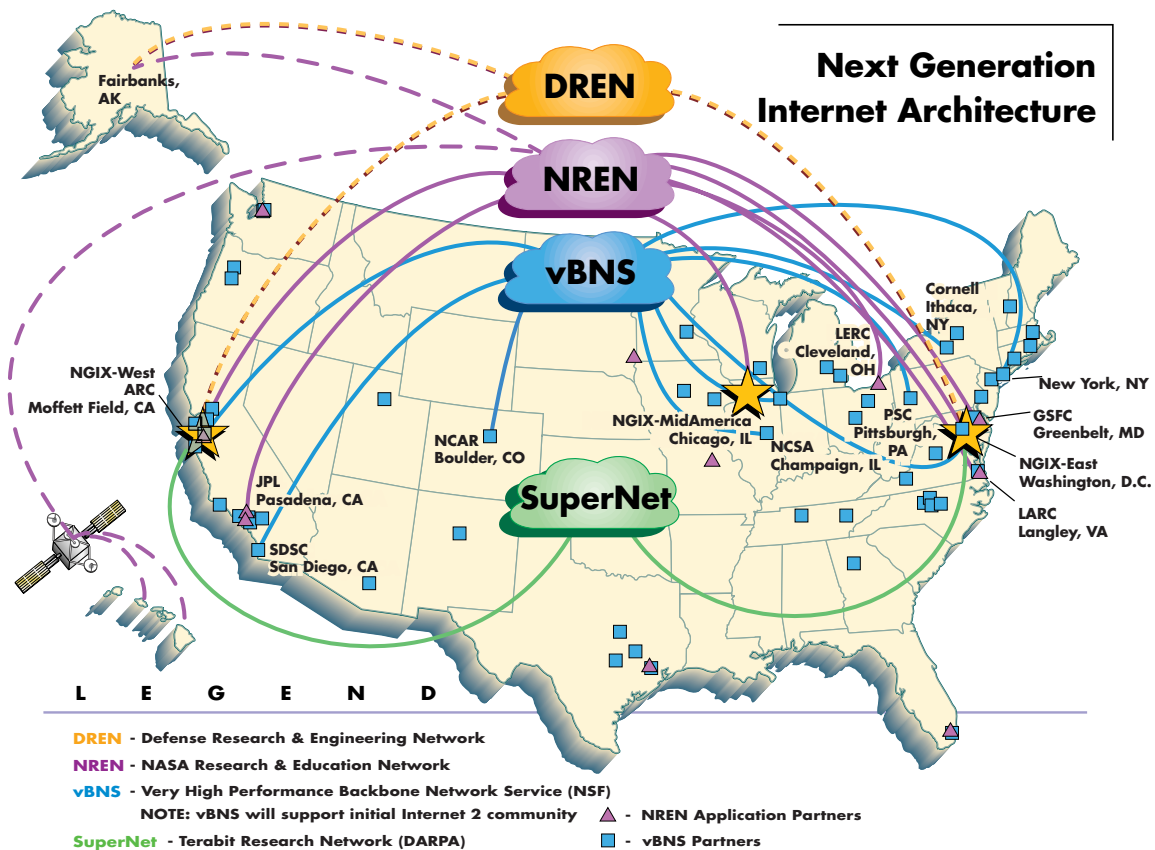 Next Generation
Internet Architecture
DREN
NREN
vBNS
SuperNet
Fairbanks,
AK
NGIX-West
ARC
Moffett Field, CA
JPL
Pasadena, CA
SDSC
San Diego, CA
NCAR
Boulder, CO
NGIX-MidAmerica
Chicago, IL
NCSA
Champaign, IL
LERC
Cleveland,
OH
Cornell
Ithaca,
NY
PSC
Pittsburgh,
PA
New York, NY
GSFC
Greenbelt, MD
NGIX-East
Washington, D.C.
LARC
Langley, VA
L E G E N D
DREN - Defense Research & Engineering Network
NREN - NASA Research & Education Network
vBNS - Very High Performance Backbone Network Service (NSF)
NOTE: vBNS will support initial Internet 2 community
SuperNet - Terabit Research Network (DARPA)
- NREN Application Partners
- vBNS Partners